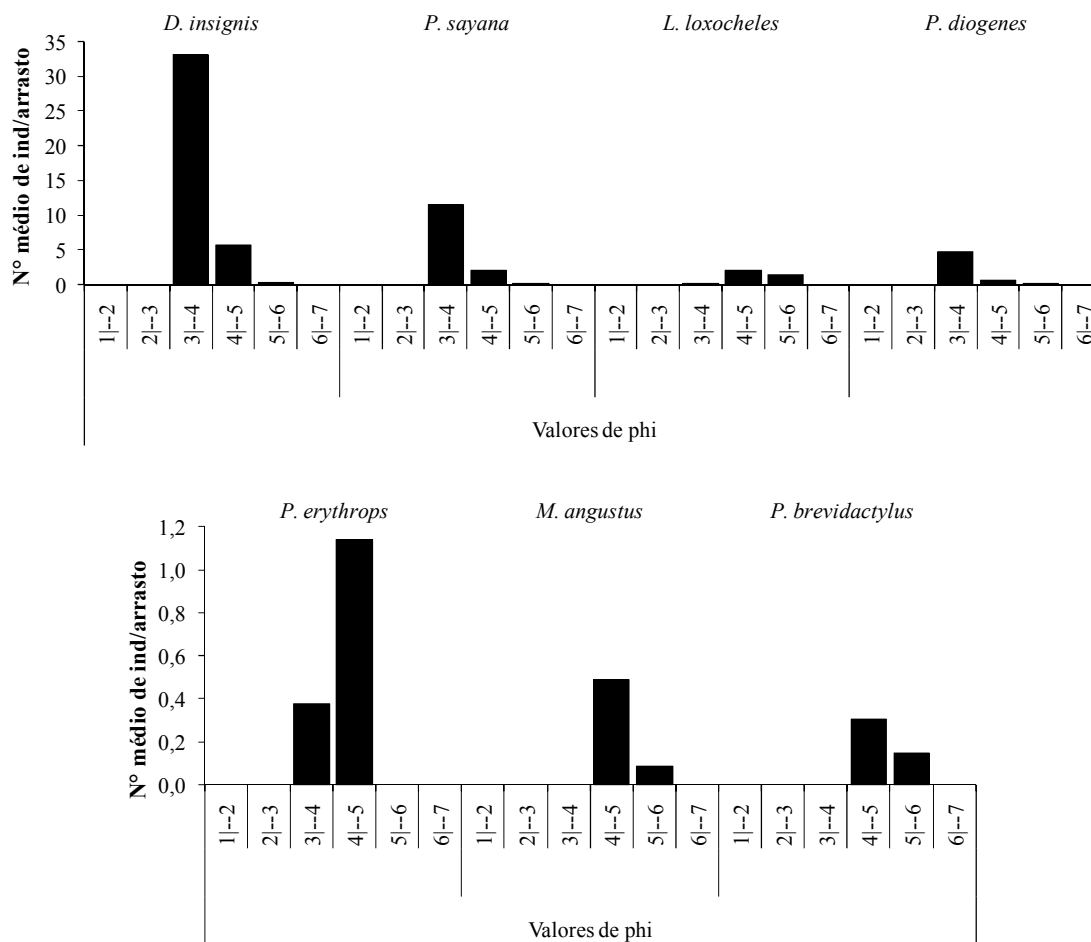 D. insignis P. sayana L. loxocheles P. diogenes
N° médio de ind/arrasto
35
30
25
20
15
10
5
0
1|--2 2|--3 3|--4 4|--5 5|--6 6|--7 1|--2 2|--3 3|--4 4|--5 5|--6 6|--7 1|--2 2|--3 3|--4 4|--5 5|--6 6|--7 1|--2 2|--3 3|--4 4|--5 5|--6 6|--7
Valores de phi
P. erythrops M. angustus P. brevidactylus
N° médio de ind/arrasto
1,2
1,0
0,8
0,6
0,4
0,2
0,0
1|--2 2|--3 3|--4 4|--5 5|--6 6|--7 1|--2 2|--3 3|--4 4|--5 5|--6 6|--7 1|--2 2|--3 3|--4 4|--5 5|--6 6|--7
Valores de phi